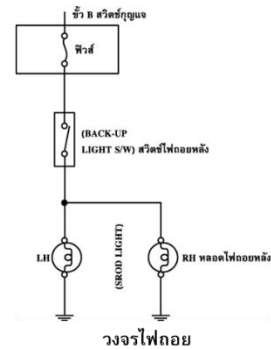 ขั้ว B สวิตช์กุญแจ
ฟิวส์
(BACK-UP
LIGHT S/W) สวิตช์ไฟถอยหลัง
LH
(SROD LIGHT)
RH หลอดไฟถอยหลัง
วงจรไฟถอย